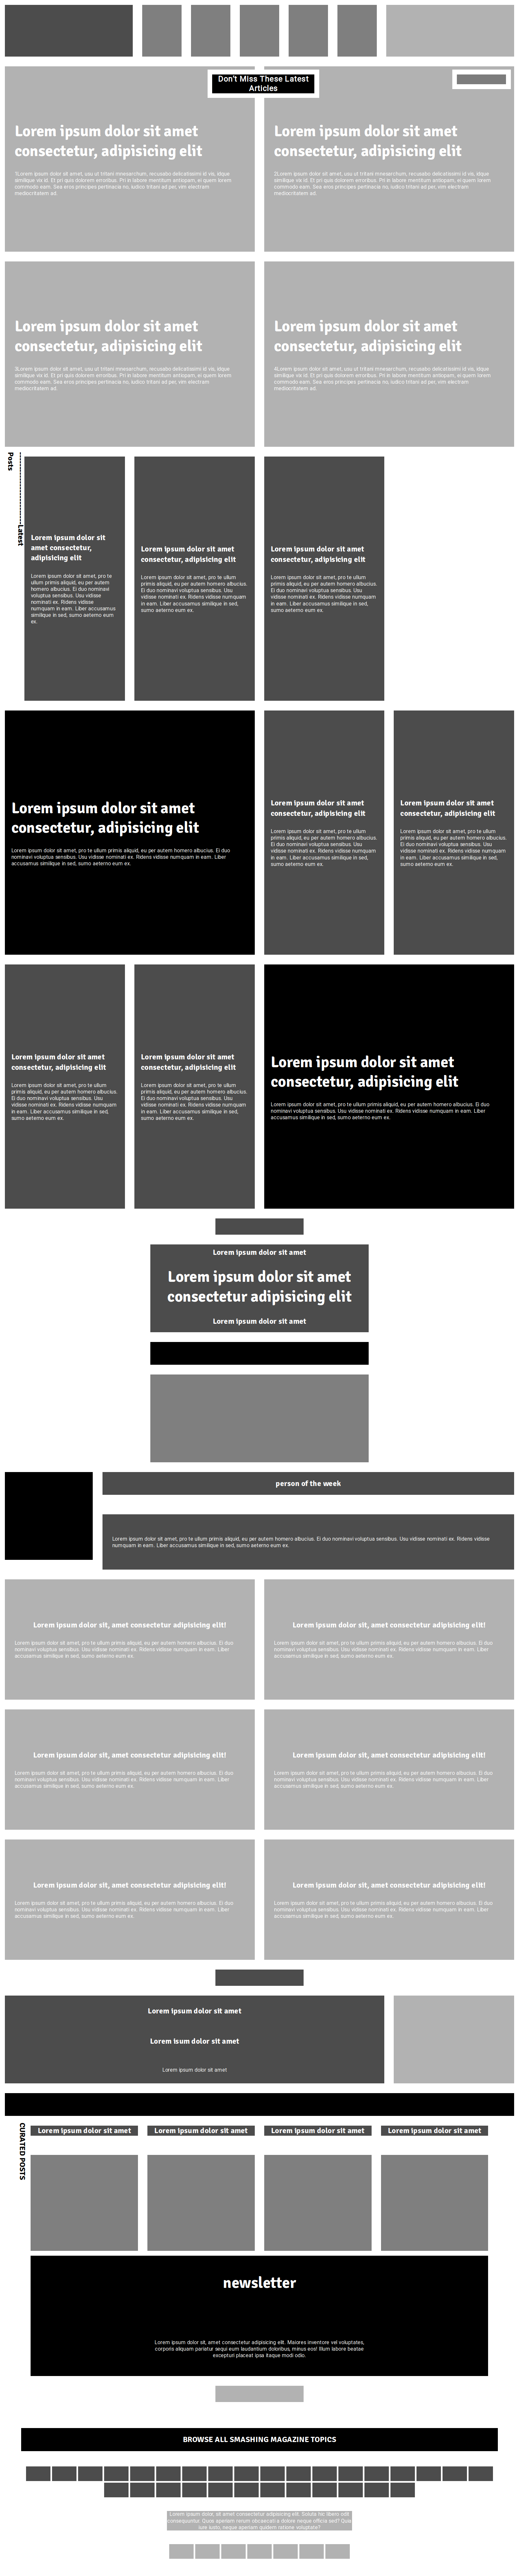 Don't Miss These Latest
Articles
Lorem ipsum dolor sit amet
consectetur, adipisicing elit
1Lorem ipsum dolor sit amet, usu ut tritani mnesarchum, recusabo delicatissimi id vis, idque
similique vis id. Et pri quis dolorem erroribus. Pri in labore mentitum antiopam, ei quem lorem
commodo eam. Sea eros principes pertinacia no, iudico tritani ad per, vim electram
mediocritatem ad.
Lorem ipsum dolor sit amet
consectetur, adipisicing elit
2Lorem ipsum dolor sit amet, usu ut tritani mnesarchum, recusabo delicatissimi id vis, idque
similique vis id. Et pri quis dolorem erroribus. Pri in labore mentitum antiopam, ei quem lorem
commodo eam. Sea eros principes pertinacia no, iudico tritani ad per, vim electram
mediocritatem ad.
Lorem ipsum dolor sit amet
consectetur, adipisicing elit
3Lorem ipsum dolor sit amet, usu ut tritani mnesarchum, recusabo delicatissimi id vis, idque
similique vis id. Et pri quis dolorem erroribus. Pri in labore mentitum antiopam, ei quem lorem
commodo eam. Sea eros principes pertinacia no, iudico tritani ad per, vim electram
mediocritatem ad.
Lorem ipsum dolor sit amet
consectetur, adipisicing elit
4Lorem ipsum dolor sit amet, usu ut tritani mnesarchum, recusabo delicatissimi id vis, idque
similique vis id. Et pri quis dolorem erroribus. Pri in labore mentitum antiopam, ei quem lorem
commodo eam. Sea eros principes pertinacia no, iudico tritani ad per, vim electram
mediocritatem ad.
Latest
Posts
Lorem ipsum dolor sit
amet consectetur,
adipisicing elit
Lorem ipsum dolor sit amet, pro te
ullum primis aliquid, eu per autem
homero albucius. Ei duo nominavi
voluptua sensibus. Usu vidisse
nominati ex. Ridens vidisse
numquam in eam. Liber accusamus
similique in sed, sumo aeterno eum
ex.
Lorem ipsum dolor sit amet
consectetur, adipisicing elit
Lorem ipsum dolor sit amet, pro te ullum
primis aliquid, eu per autem homero albucius.
Ei duo nominavi voluptua sensibus. Usu
vidisse nominati ex. Ridens vidisse numquam
in eam. Liber accusamus similique in sed,
sumo aeterno eum ex.
Lorem ipsum dolor sit amet
consectetur, adipisicing elit
Lorem ipsum dolor sit amet, pro te ullum
primis aliquid, eu per autem homero albucius.
Ei duo nominavi voluptua sensibus. Usu
vidisse nominati ex. Ridens vidisse numquam
in eam. Liber accusamus similique in sed,
sumo aeterno eum ex.
Lorem ipsum dolor sit amet
consectetur, adipisicing elit
Lorem ipsum dolor sit amet, pro te ullum primis aliquid, eu per autem homero albucius. Ei duo
nominavi voluptua sensibus. Usu vidisse nominati ex. Ridens vidisse numquam in eam. Liber
accusamus similique in sed, sumo aeterno eum ex.
Lorem ipsum dolor sit amet
consectetur, adipisicing elit
Lorem ipsum dolor sit amet, pro te ullum
primis aliquid, eu per autem homero albucius.
Ei duo nominavi voluptua sensibus. Usu
vidisse nominati ex. Ridens vidisse numquam
in eam. Liber accusamus similique in sed,
sumo aeterno eum ex.
Lorem ipsum dolor sit amet
consectetur, adipisicing elit
Lorem ipsum dolor sit amet, pro te ullum
primis aliquid, eu per autem homero albucius.
Ei duo nominavi voluptua sensibus. Usu
vidisse nominati ex. Ridens vidisse numquam
in eam. Liber accusamus similique in sed,
sumo aeterno eum ex.
Lorem ipsum dolor sit amet
consectetur, adipisicing elit
Lorem ipsum dolor sit amet, pro te ullum
primis aliquid, eu per autem homero albucius.
Ei duo nominavi voluptua sensibus. Usu
vidisse nominati ex. Ridens vidisse numquam
in eam. Liber accusamus similique in sed,
sumo aeterno eum ex.
Lorem ipsum dolor sit amet
consectetur, adipisicing elit
Lorem ipsum dolor sit amet, pro te ullum
primis aliquid, eu per autem homero albucius.
Ei duo nominavi voluptua sensibus. Usu
vidisse nominati ex. Ridens vidisse numquam
in eam. Liber accusamus similique in sed,
sumo aeterno eum ex.
Lorem ipsum dolor sit amet
consectetur, adipisicing elit
Lorem ipsum dolor sit amet, pro te ullum primis aliquid, eu per autem homero albucius. Ei duo
nominavi voluptua sensibus. Usu vidisse nominati ex. Ridens vidisse numquam in eam. Liber
accusamus similique in sed, sumo aeterno eum ex.
Lorem ipsum dolor sit amet
Lorem ipsum dolor sit amet
consectetur adipisicing elit
Lorem ipsum dolor sit amet
person of the week
Lorem ipsum dolor sit amet, pro te ullum primis aliquid, eu per autem homero albucius. Ei duo nominavi voluptua sensibus. Usu vidisse nominati ex. Ridens vidisse
numquam in eam. Liber accusamus similique in sed, sumo aeterno eum ex.
Lorem ipsum dolor sit, amet consectetur adipisicing elit!
Lorem ipsum dolor sit amet, pro te ullum primis aliquid, eu per autem homero albucius. Ei duo
nominavi voluptua sensibus. Usu vidisse nominati ex. Ridens vidisse numquam in eam. Liber
accusamus similique in sed, sumo aeterno eum ex.
Lorem ipsum dolor sit, amet consectetur adipisicing elit!
Lorem ipsum dolor sit amet, pro te ullum primis aliquid, eu per autem homero albucius. Ei duo
nominavi voluptua sensibus. Usu vidisse nominati ex. Ridens vidisse numquam in eam. Liber
accusamus similique in sed, sumo aeterno eum ex.
Lorem ipsum dolor sit, amet consectetur adipisicing elit!
Lorem ipsum dolor sit amet, pro te ullum primis aliquid, eu per autem homero albucius. Ei duo
nominavi voluptua sensibus. Usu vidisse nominati ex. Ridens vidisse numquam in eam. Liber
accusamus similique in sed, sumo aeterno eum ex.
Lorem ipsum dolor sit, amet consectetur adipisicing elit!
Lorem ipsum dolor sit amet, pro te ullum primis aliquid, eu per autem homero albucius. Ei duo
nominavi voluptua sensibus. Usu vidisse nominati ex. Ridens vidisse numquam in eam. Liber
accusamus similique in sed, sumo aeterno eum ex.
Lorem ipsum dolor sit, amet consectetur adipisicing elit!
Lorem ipsum dolor sit amet, pro te ullum primis aliquid, eu per autem homero albucius. Ei duo
nominavi voluptua sensibus. Usu vidisse nominati ex. Ridens vidisse numquam in eam. Liber
accusamus similique in sed, sumo aeterno eum ex.
Lorem ipsum dolor sit, amet consectetur adipisicing elit!
Lorem ipsum dolor sit amet, pro te ullum primis aliquid, eu per autem homero albucius. Ei duo
nominavi voluptua sensibus. Usu vidisse nominati ex. Ridens vidisse numquam in eam. Liber
accusamus similique in sed, sumo aeterno eum ex.
Lorem ipsum dolor sit amet
Lorem isum dolor sit amet
Lorem ipsum dolor sit amet
CURATED POSTS
Lorem ipsum dolor sit amet
Lorem ipsum dolor sit amet
Lorem ipsum dolor sit amet
Lorem ipsum dolor sit amet
newsletter
Lorem ipsum dolor sit, amet consectetur adipisicing elit. Maiores inventore vel voluptates,
corporis aliquam pariatur sequi eum laudantium doloribus, minus eos! Illum labore beatae
excepturi placeat ipsa itaque modi odio.
BROWSE ALL SMASHING MAGAZINE TOPICS
Lorem ipsum dolor, sit amet consectetur adipisicing elit. Soluta hic libero odit
consequuntur. Quos aperiam rerum obcaecati a dolore neque officia sed? Quia
iure iusto, neque aperiam quidem ratione voluptate?